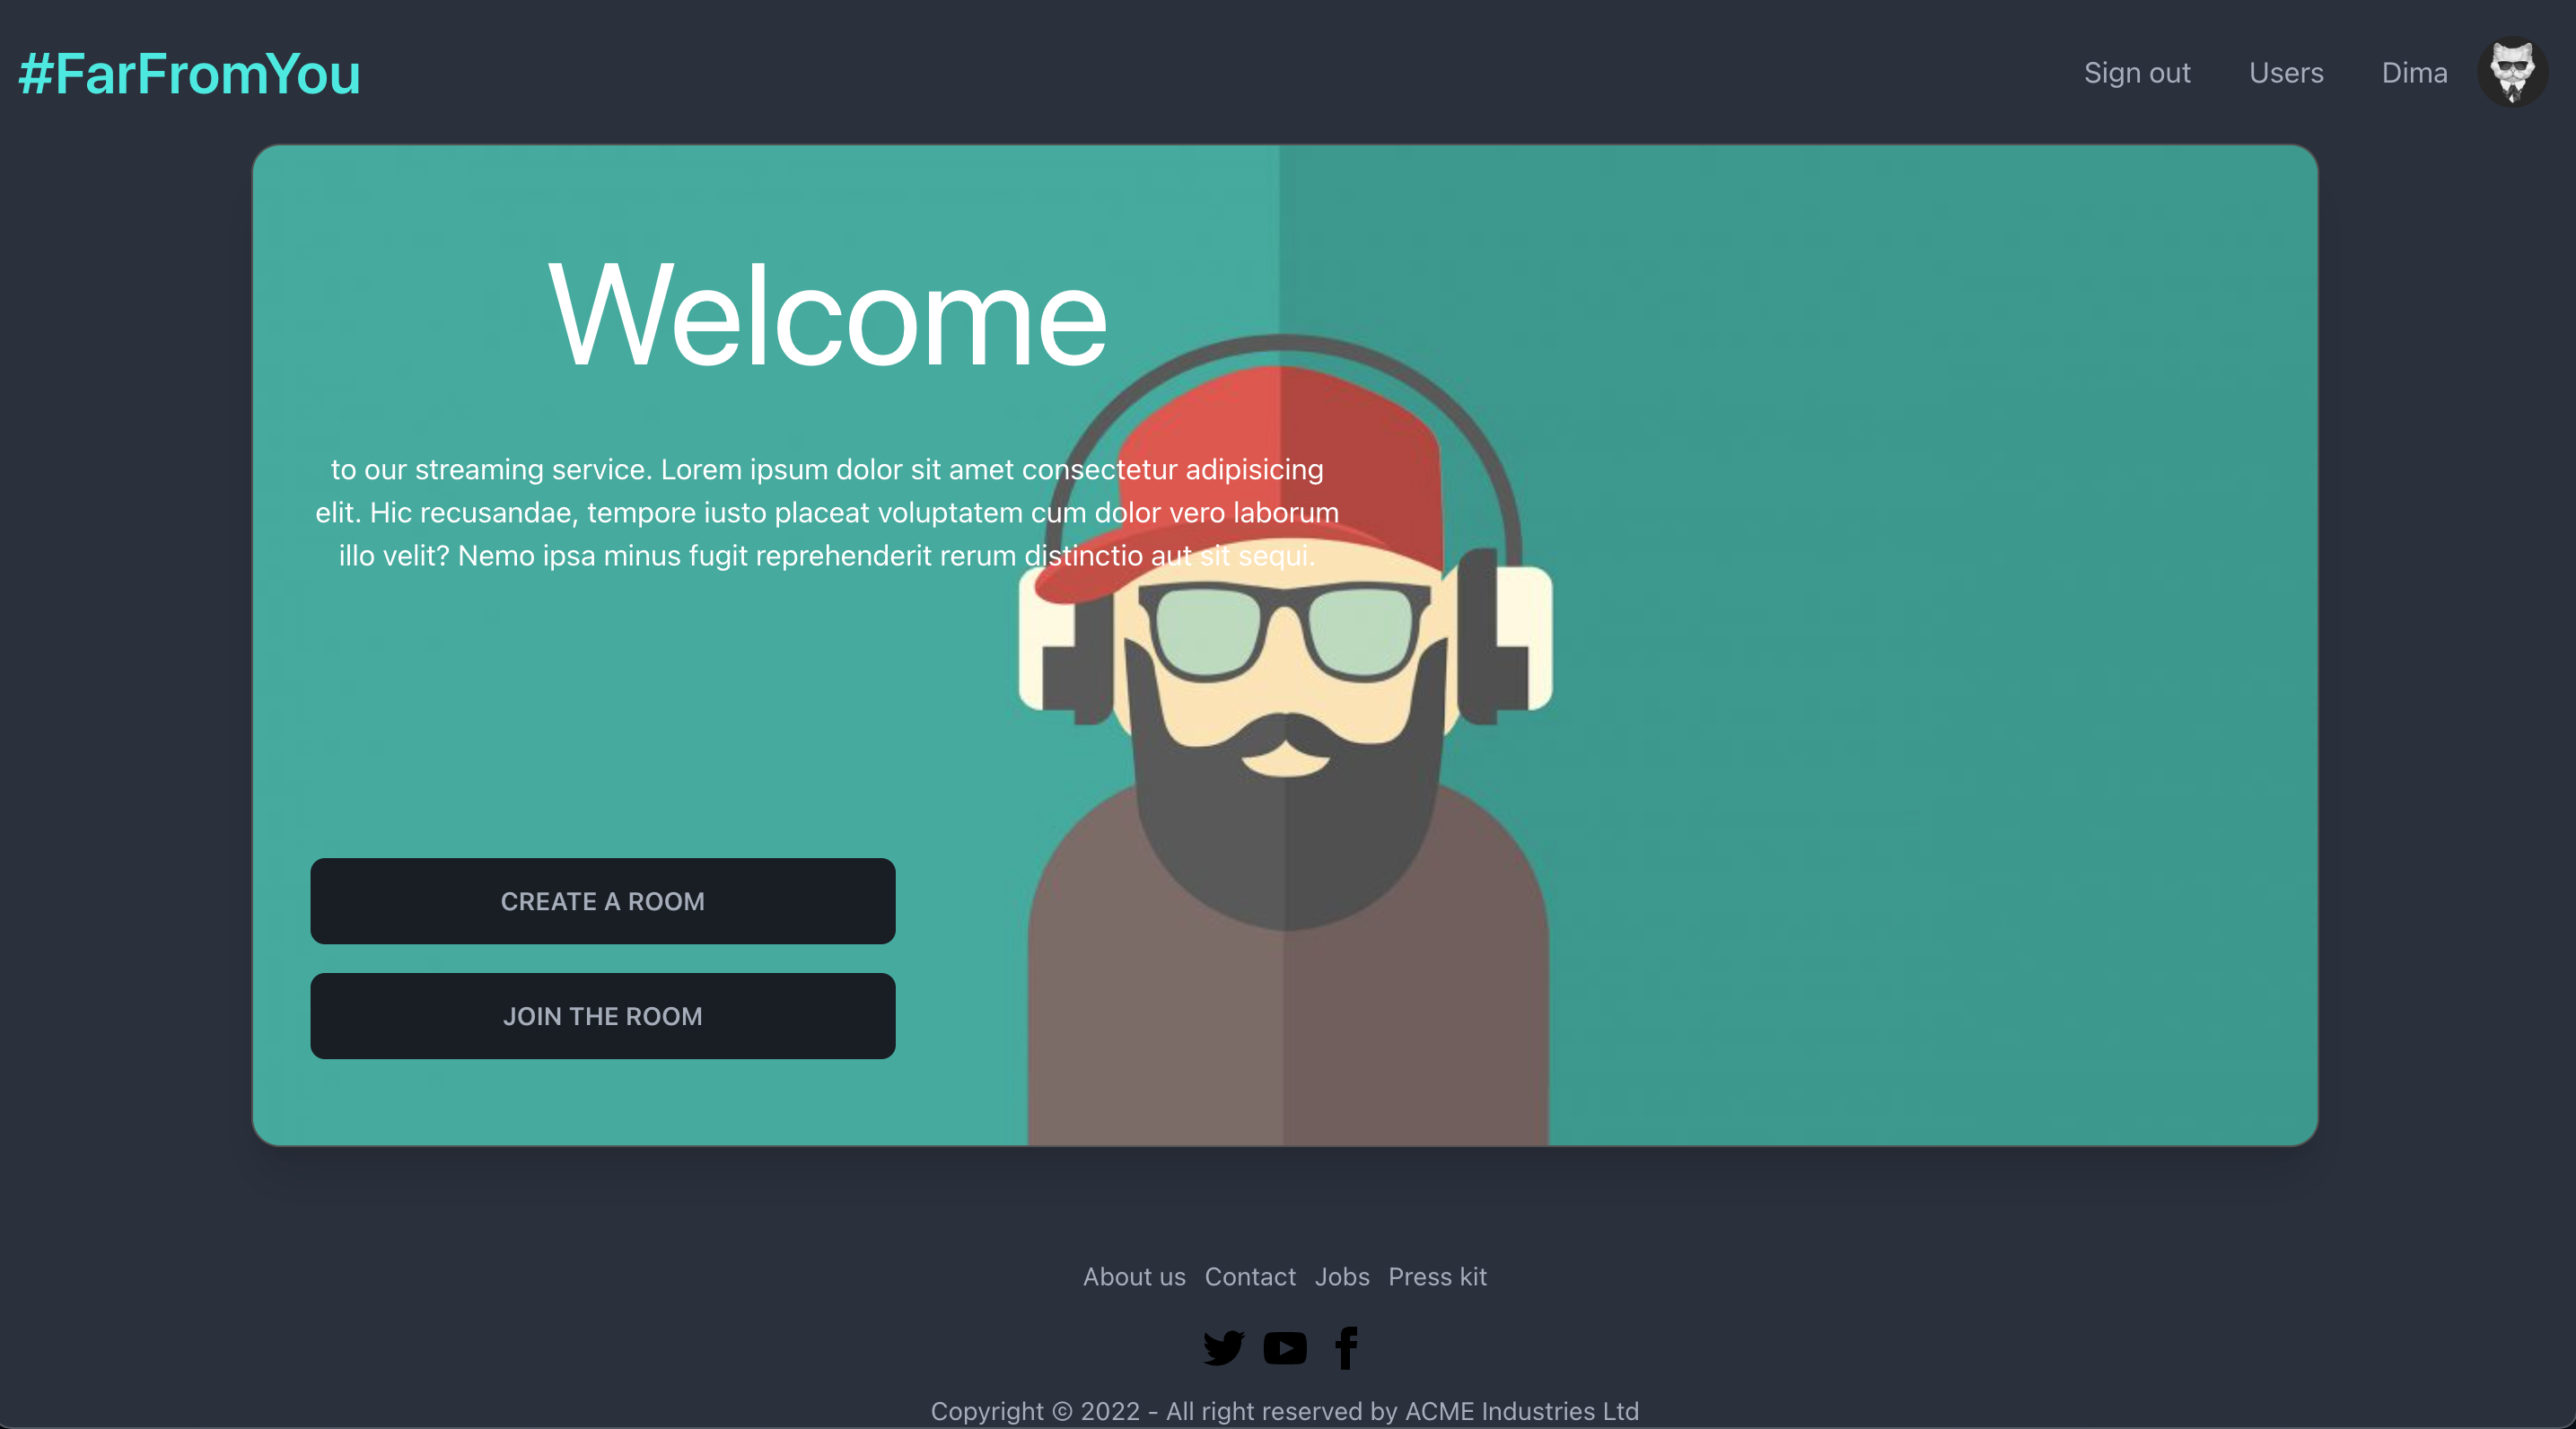 #FarFromYou
Sign out Users Dima
Welcome
to our streaming service. Lorem ipsum dolor sit amet consectetur adipisicing
elit. Hic recusandae, tempore iusto placeat voluptatem cum dolor vero laborum
illo velit? Nemo ipsa minus fugit reprehenderit rerum distinctio aut sit sequi.
CREATE A ROOM
JOIN THE ROOM
About us Contact Jobs Press kit
Copyright © 2022 - All right reserved by ACME Industries Ltd